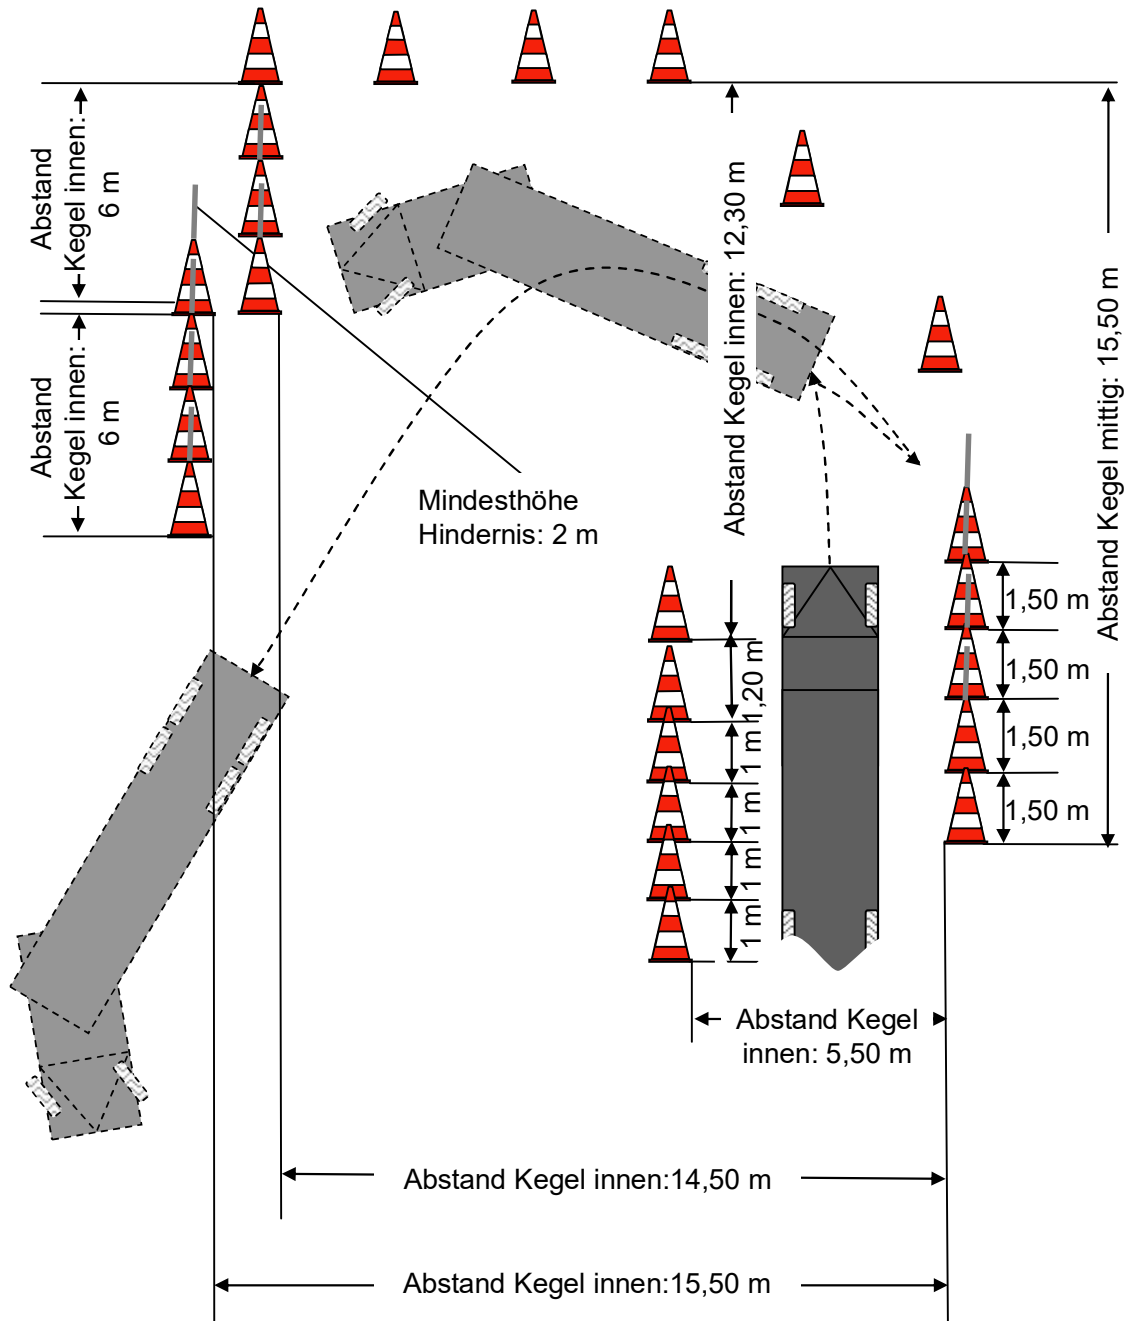 Abstand
Kegel innen:
6 m
Abstand
Kegel innen:
6 m
Abstand Kegel innen: 12,30 m
Abstand Kegel mittig: 15,50 m
Mindesthöhe
Hindernis: 2 m
1,20 m
1 m
1 m
1 m
1 m
1,50 m
1,50 m
1,50 m
1,50 m
Abstand Kegel
innen: 5,50 m
Abstand Kegel innen:14,50 m
Abstand Kegel innen:15,50 m